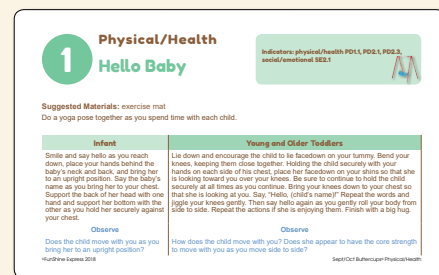 1
Physical/Health
Hello Baby
Indicators: physical/health PD1.1, PD2.1, PD2.3,
social/emotional SE2.1
Suggested Materials: exercise mat
Do a yoga pose together as you spend time with each child.
Infant
Smile and say hello as you reach
down, place your hands behind the
baby's neck and back, and bring her
to an upright position. Say the baby's
name as you bring her to your chest.
Support the back of her head with one
hand and support her bottom with the
other as you hold her securely against
your chest.
Observe
Does the child move with you as you
bring her to an upright position?
Young and Older Toddlers
Lie down and encourage the child to lie facedown on your tummy. Bend your
knees, keeping them close together. Holding the child securely with your
hands on each side of his chest, place her facedown on your shins so that she
is looking toward you over your knees. Be sure to continue to hold the child
securely at all times as you continue. Bring your knees down to your chest so
that she is looking at you. Say, "Hello, (child's name)!" Repeat the words and
jiggle your knees gently. Then say hello again as you gently roll your body from
side to side. Repeat the actions if she is enjoying them. Finish with a big hug.
Observe
How does the child move with you? Does she appear to have the core strength
to move with you as you move side to side?
©FunShine Express 2018
Sept/Oct Buttercups® Physical/Health